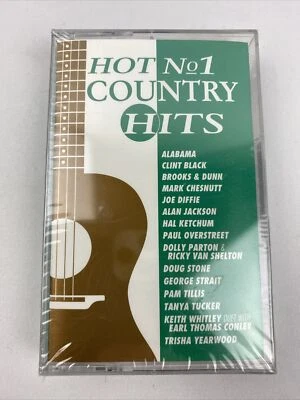 HOT No1
COUNTRY
HITS
ALABAMA
CLINT BLACK
BROOKS & DUNN
MARK CHESNUTT
JOE DIFFIE
ALAN JACKSON
HAL KETCHUM
PAUL OVERSTREET
DOLLY PARTON &
RICKY VAN SHELTON
DOUG STONE
GEORGE STRAIT
PAM TILLIS
TANYA TUCKER
KEITH WHITLEY DUET WITH
EARL THOMAS CONLEY
TRISHA YEARWOOD